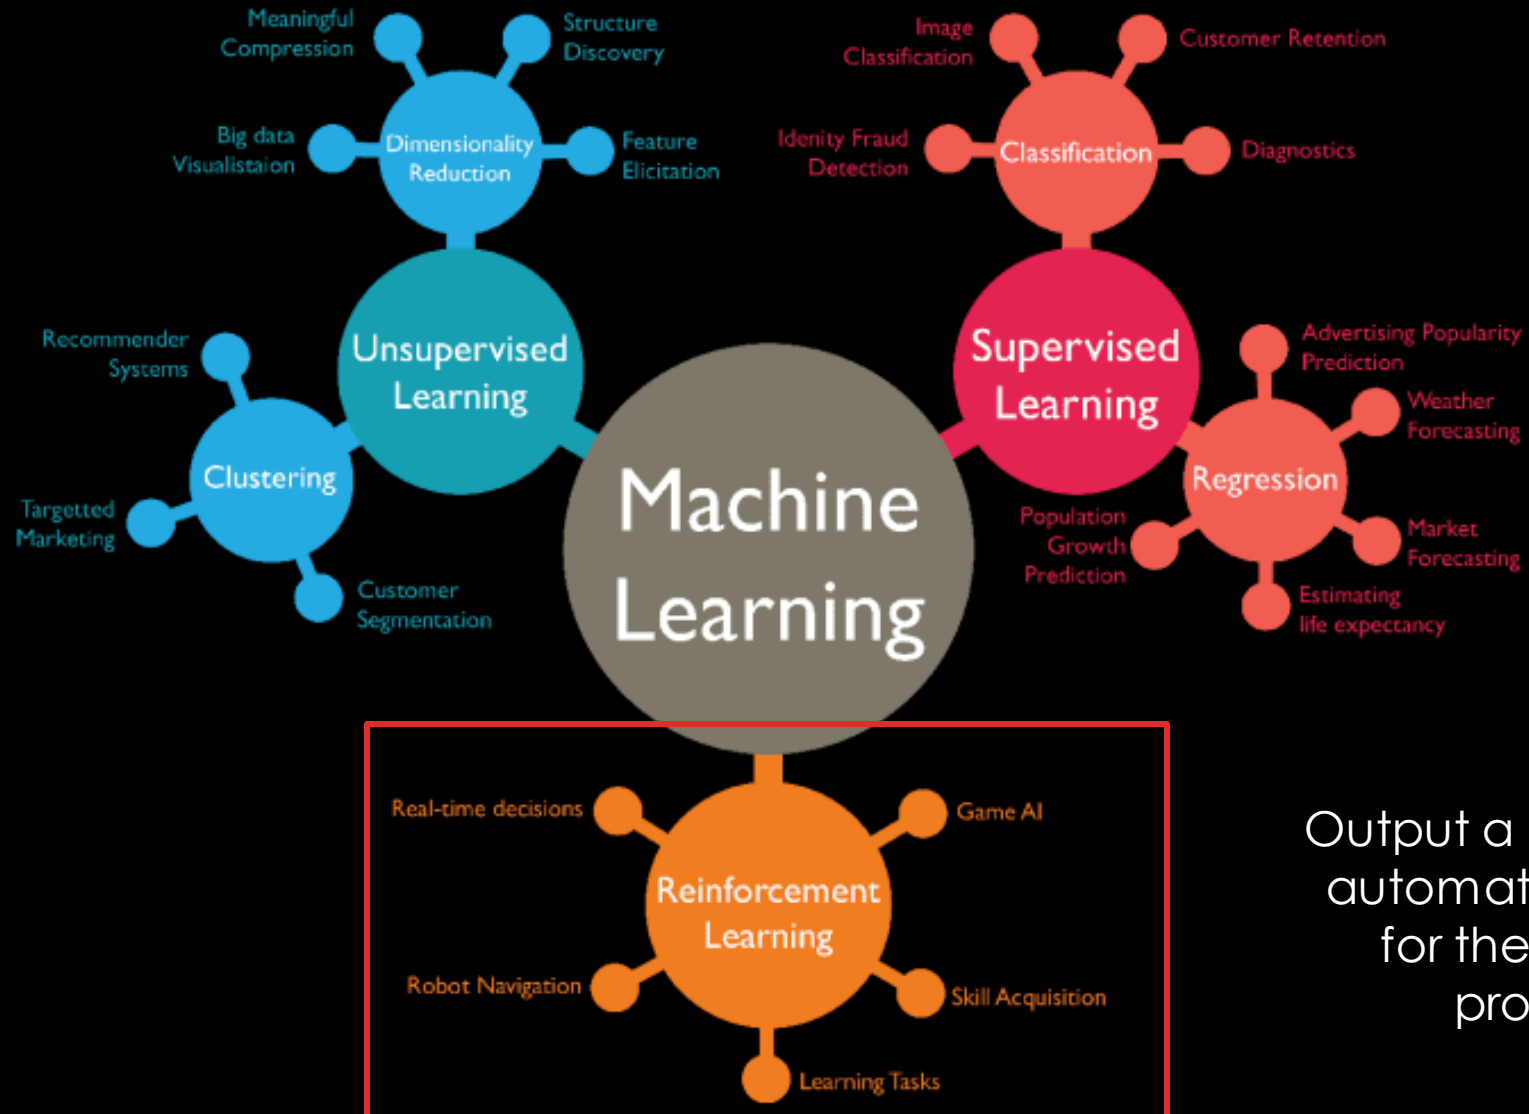 Meaningful
Compression
Structure
Discovery
Big data
Visualistaion
Dimensionality
Reduction
Feature
Elicitation
Image
Classification
Customer Retention
Idenity Fraud
Detection
Classification
Diagnostics
Unsupervised
Learning
Recommender
Systems
Clustering
Targetted
Marketing
Customer
Segmentation
Supervised
Learning
Advertising Popularity
Prediction
Weather
Forecasting
Regression
Population
Growth
Prediction
Market
Forecasting
Estimating
life expectancy
Machine
Learning
Real-time decisions
Game AI
Reinforcement
Learning
Robot Navigation
Skill Acquisition
Learning Tasks
Output a
automat
for the
pro